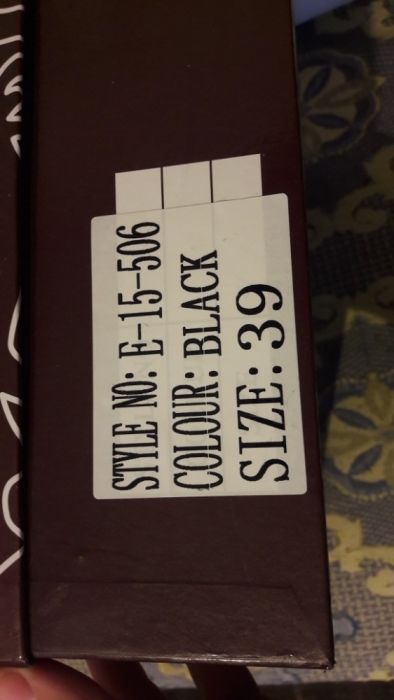 STYLE NO: E-15-506
COLOUR: BLACK
SIZE: 39